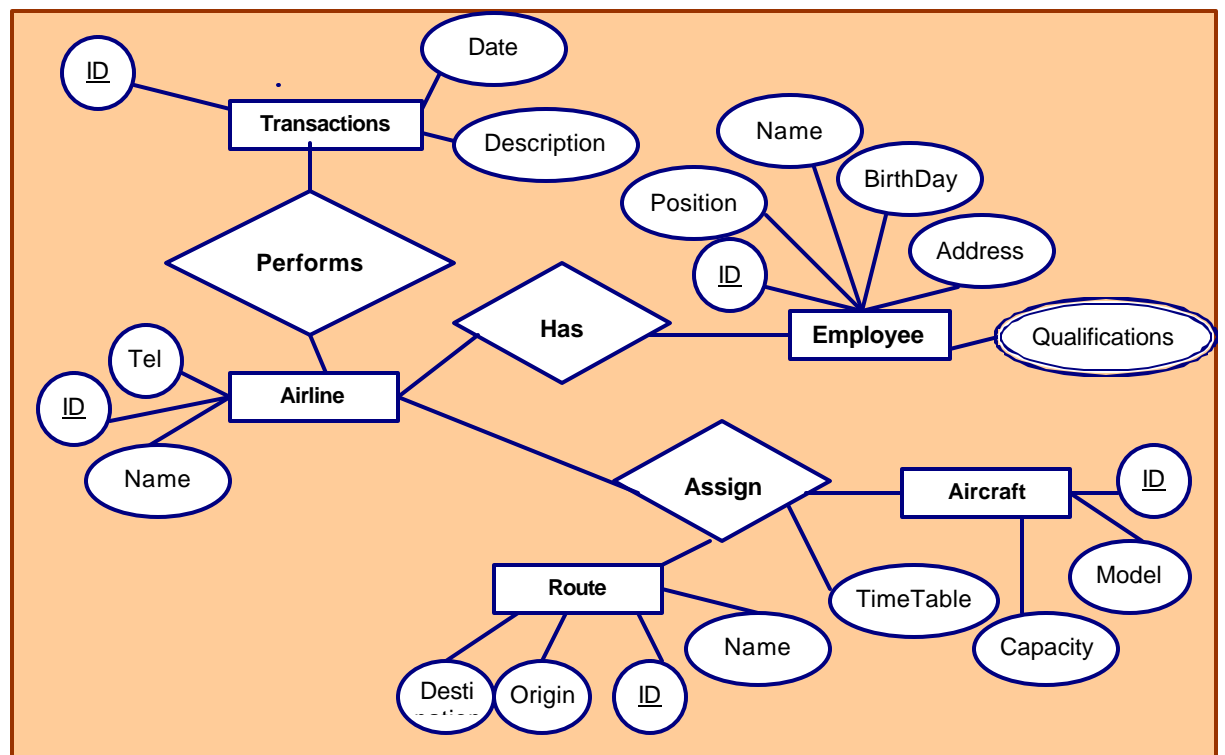 Date
ID
Transactions
Description
Name
BirthDay
Position
Address
Performs
ID
Has
Employee
Qualifications
Tel
Airline
ID
Name
Assign
Aircraft
ID
Route
Model
TimeTable
Name
Capacity
Desti
Origin
ID